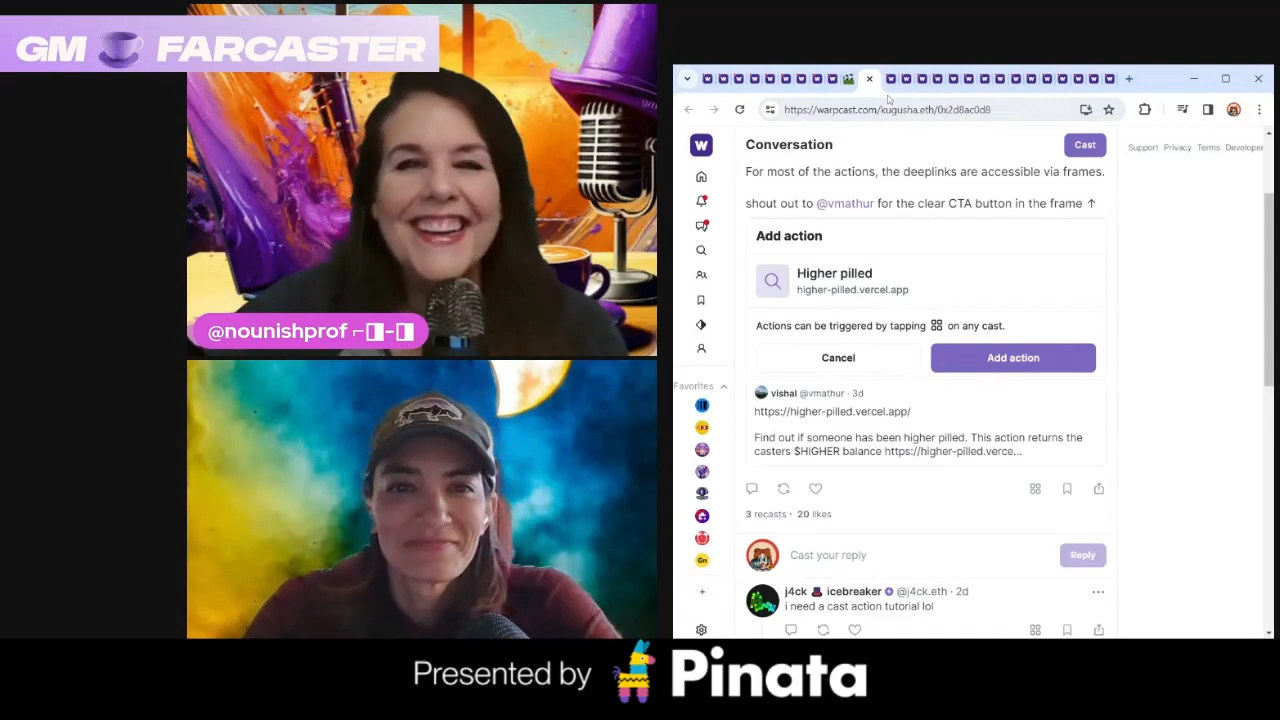 GM FARCASTER
@nounishprof ⌐◨-◨
https://warpcast.com/kugusha.eth/0x2d8ac0d8
Conversation
Cast
Support Privacy Terms Developer
For most of the actions, the deeplinks are accessible via frames.
shout out to @vmathur for the clear CTA button in the frame ↑
Add action
Higher pilled
higher-pilled.vercel.app
Actions can be triggered by tapping on any cast.
Cancel
Add action
Favorites
vishal @vmathur · 3d
https://higher-pilled.vercel.app/
Find out if someone has been higher pilled. This action returns the
casters $HIGHER balance https://higher-pilled.verce...
3 recasts · 20 likes
Cast your reply
Reply
Gn
j4ck icebreaker @j4ck.eth · 2d
i need a cast action tutorial lol
Presented by Pinata